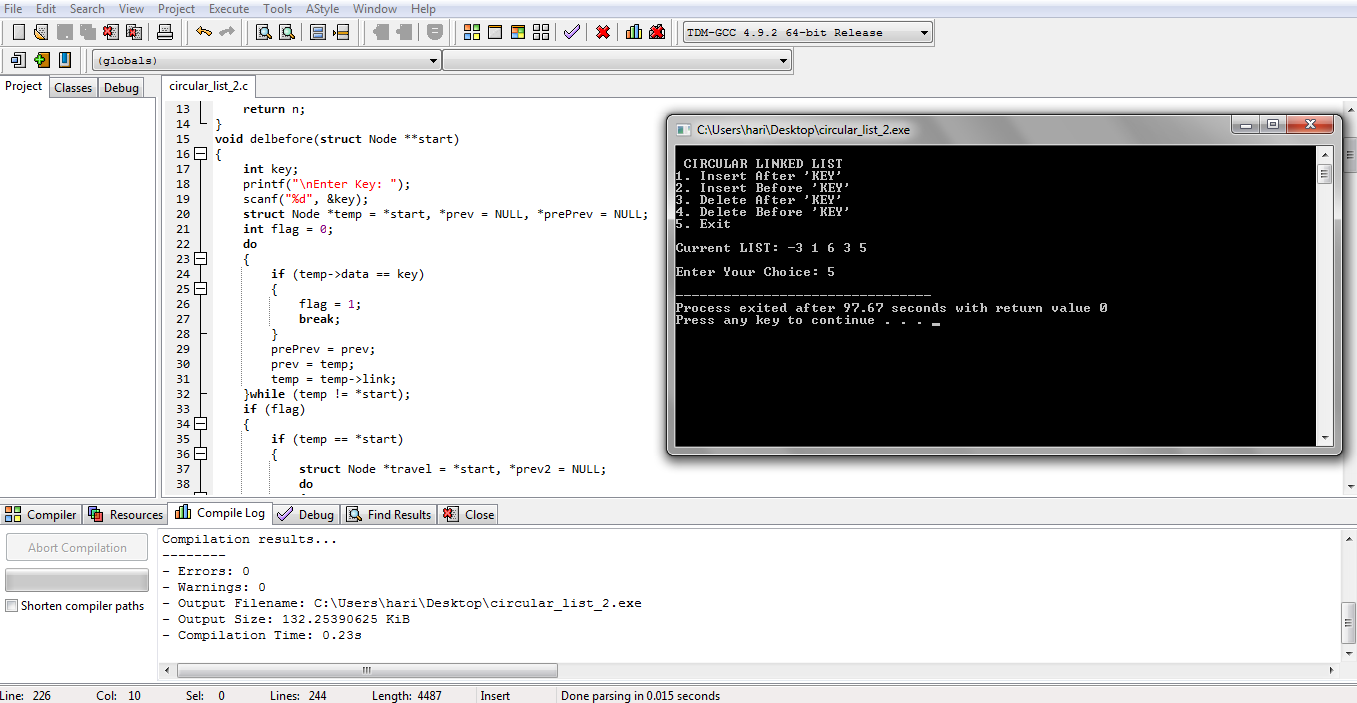 File Edit Search View Project Execute Tools AStyle Window Help
TDM-GCC 4.9.2 64-bit Release
(globals)
Project Classes Debug
circular_list_2.c
13 return n;
14 }
15 void delbefore(struct Node **start)
16 {
17 int key;
18 printf("\nEnter Key: ");
19 scanf("%d", &key);
20 struct Node *temp = *start, *prev = NULL, *prePrev = NULL;
21 int flag = 0;
22 do
23 {
24 if (temp->data == key)
25 {
26 flag = 1;
27 break;
28 }
29 prePrev = prev;
30 prev = temp;
31 temp = temp->link;
32 }while (temp != *start);
33 if (flag)
34 {
35 if (temp == *start)
36 {
37 struct Node *travel = *start, *prev2 = NULL;
38 do
C:\Users\hari\Desktop\circular_list_2.exe
CIRCULAR LINKED LIST
1. Insert After 'KEY'
2. Insert Before 'KEY'
3. Delete After 'KEY'
4. Delete Before 'KEY'
5. Exit
Current LIST: -3 1 6 3 5
Enter Your Choice: 5
--------------------------------
Process exited after 97.67 seconds with return value 0
Press any key to continue . . .
Compiler Resources Compile Log Debug Find Results Close
Abort Compilation
Shorten compiler paths
Compilation results...
--------
- Errors: 0
- Warnings: 0
- Output Filename: C:\Users\hari\Desktop\circular_list_2.exe
- Output Size: 132.25390625 KiB
- Compilation Time: 0.23s
Line: 226 Col: 10 Sel: 0 Lines: 244 Length: 4487 Insert Done parsing in 0.015 seconds